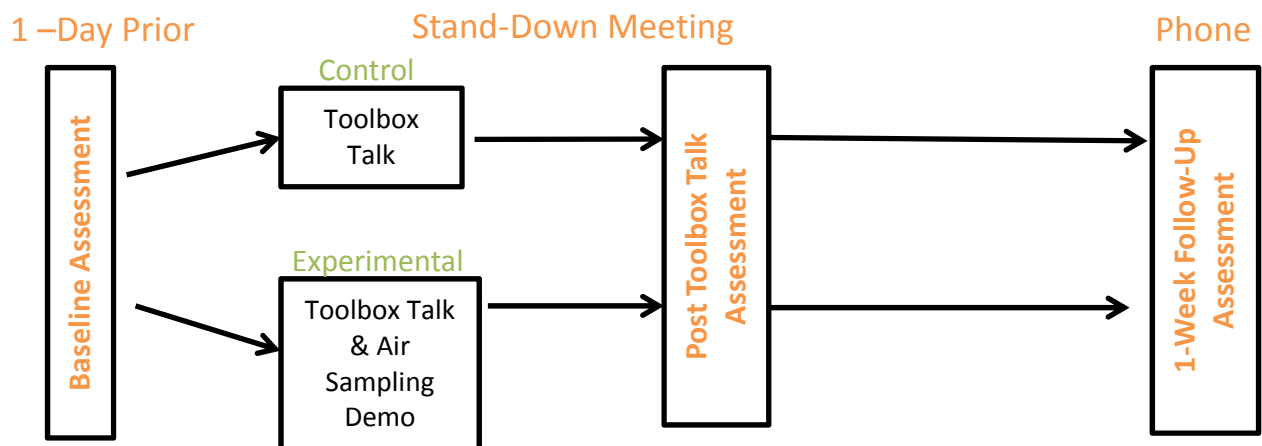 1 –Day Prior
Stand-Down Meeting
Phone
Baseline Assessment
Control
Toolbox
Talk
Experimental
Toolbox Talk
& Air
Sampling
Demo
Post Toolbox Talk
Assessment
1-Week Follow-Up
Assessment